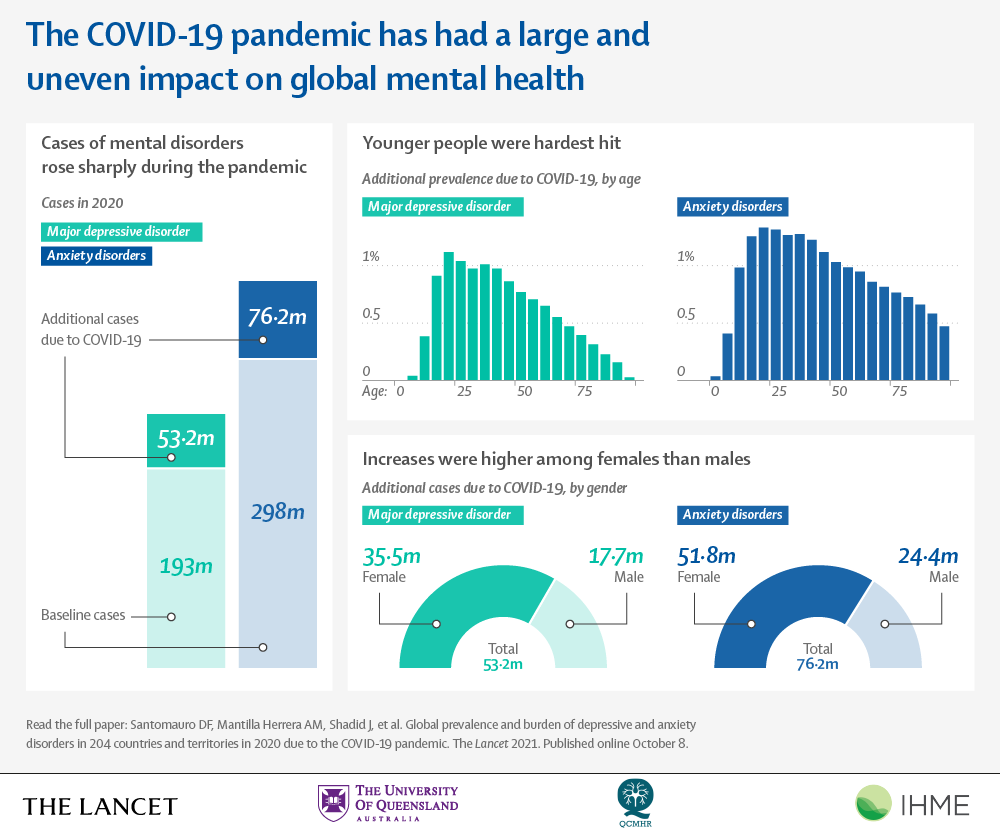 The COVID-19 pandemic has had a large and
uneven impact on global mental health
Cases of mental disorders
rose sharply during the pandemic
Cases in 2020
Major depressive disorder
Anxiety disorders
Additional cases
due to COVID-19
76·2m
53·2m
298m
193m
Baseline cases
Younger people were hardest hit
Additional prevalence due to COVID-19, by age
Major depressive disorder
1%
0.5
0
Age: 0 25 50 75
Anxiety disorders
1%
0.5
0
0 25 50 75
Increases were higher among females than males
Additional cases due to COVID-19, by gender
Major depressive disorder
35·5m
Female
17·7m
Male
Total
53·2m
Anxiety disorders
51·8m
Female
24·4m
Male
Total
76·2m
Read the full paper: Santomauro DF, Mantilla Herrera AM, Shadid J, et al. Global prevalence and burden of depressive and anxiety
disorders in 204 countries and territories in 2020 due to the COVID-19 pandemic. The Lancet 2021. Published online October 8.
THE LANCET
THE UNIVERSITY
OF QUEENSLAND
AUSTRALIA
QCMHR
IHME